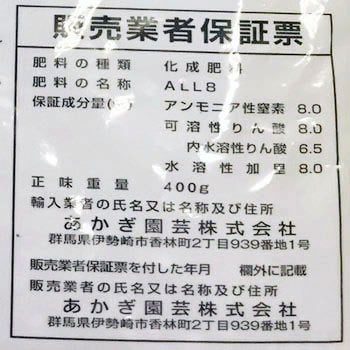 販売業者保証票
肥料の種類 化成肥料
肥料の名称 ALL8
保証成分量(%) アンモニア性窒素 8.0
可溶性りん酸 8.0
内水溶性りん酸 6.5
水溶性加里 8.0
正味重量 400g
輸入業者の氏名又は名称及び住所
あかぎ園芸株式会社
群馬県伊勢崎市香林町2丁目939番地1号
販売業者保証票を付した年月 欄外に記載
販売業者の氏名又は名称及び住所
あかぎ園芸株式会社
群馬県伊勢崎市香林町2丁目939番地1号